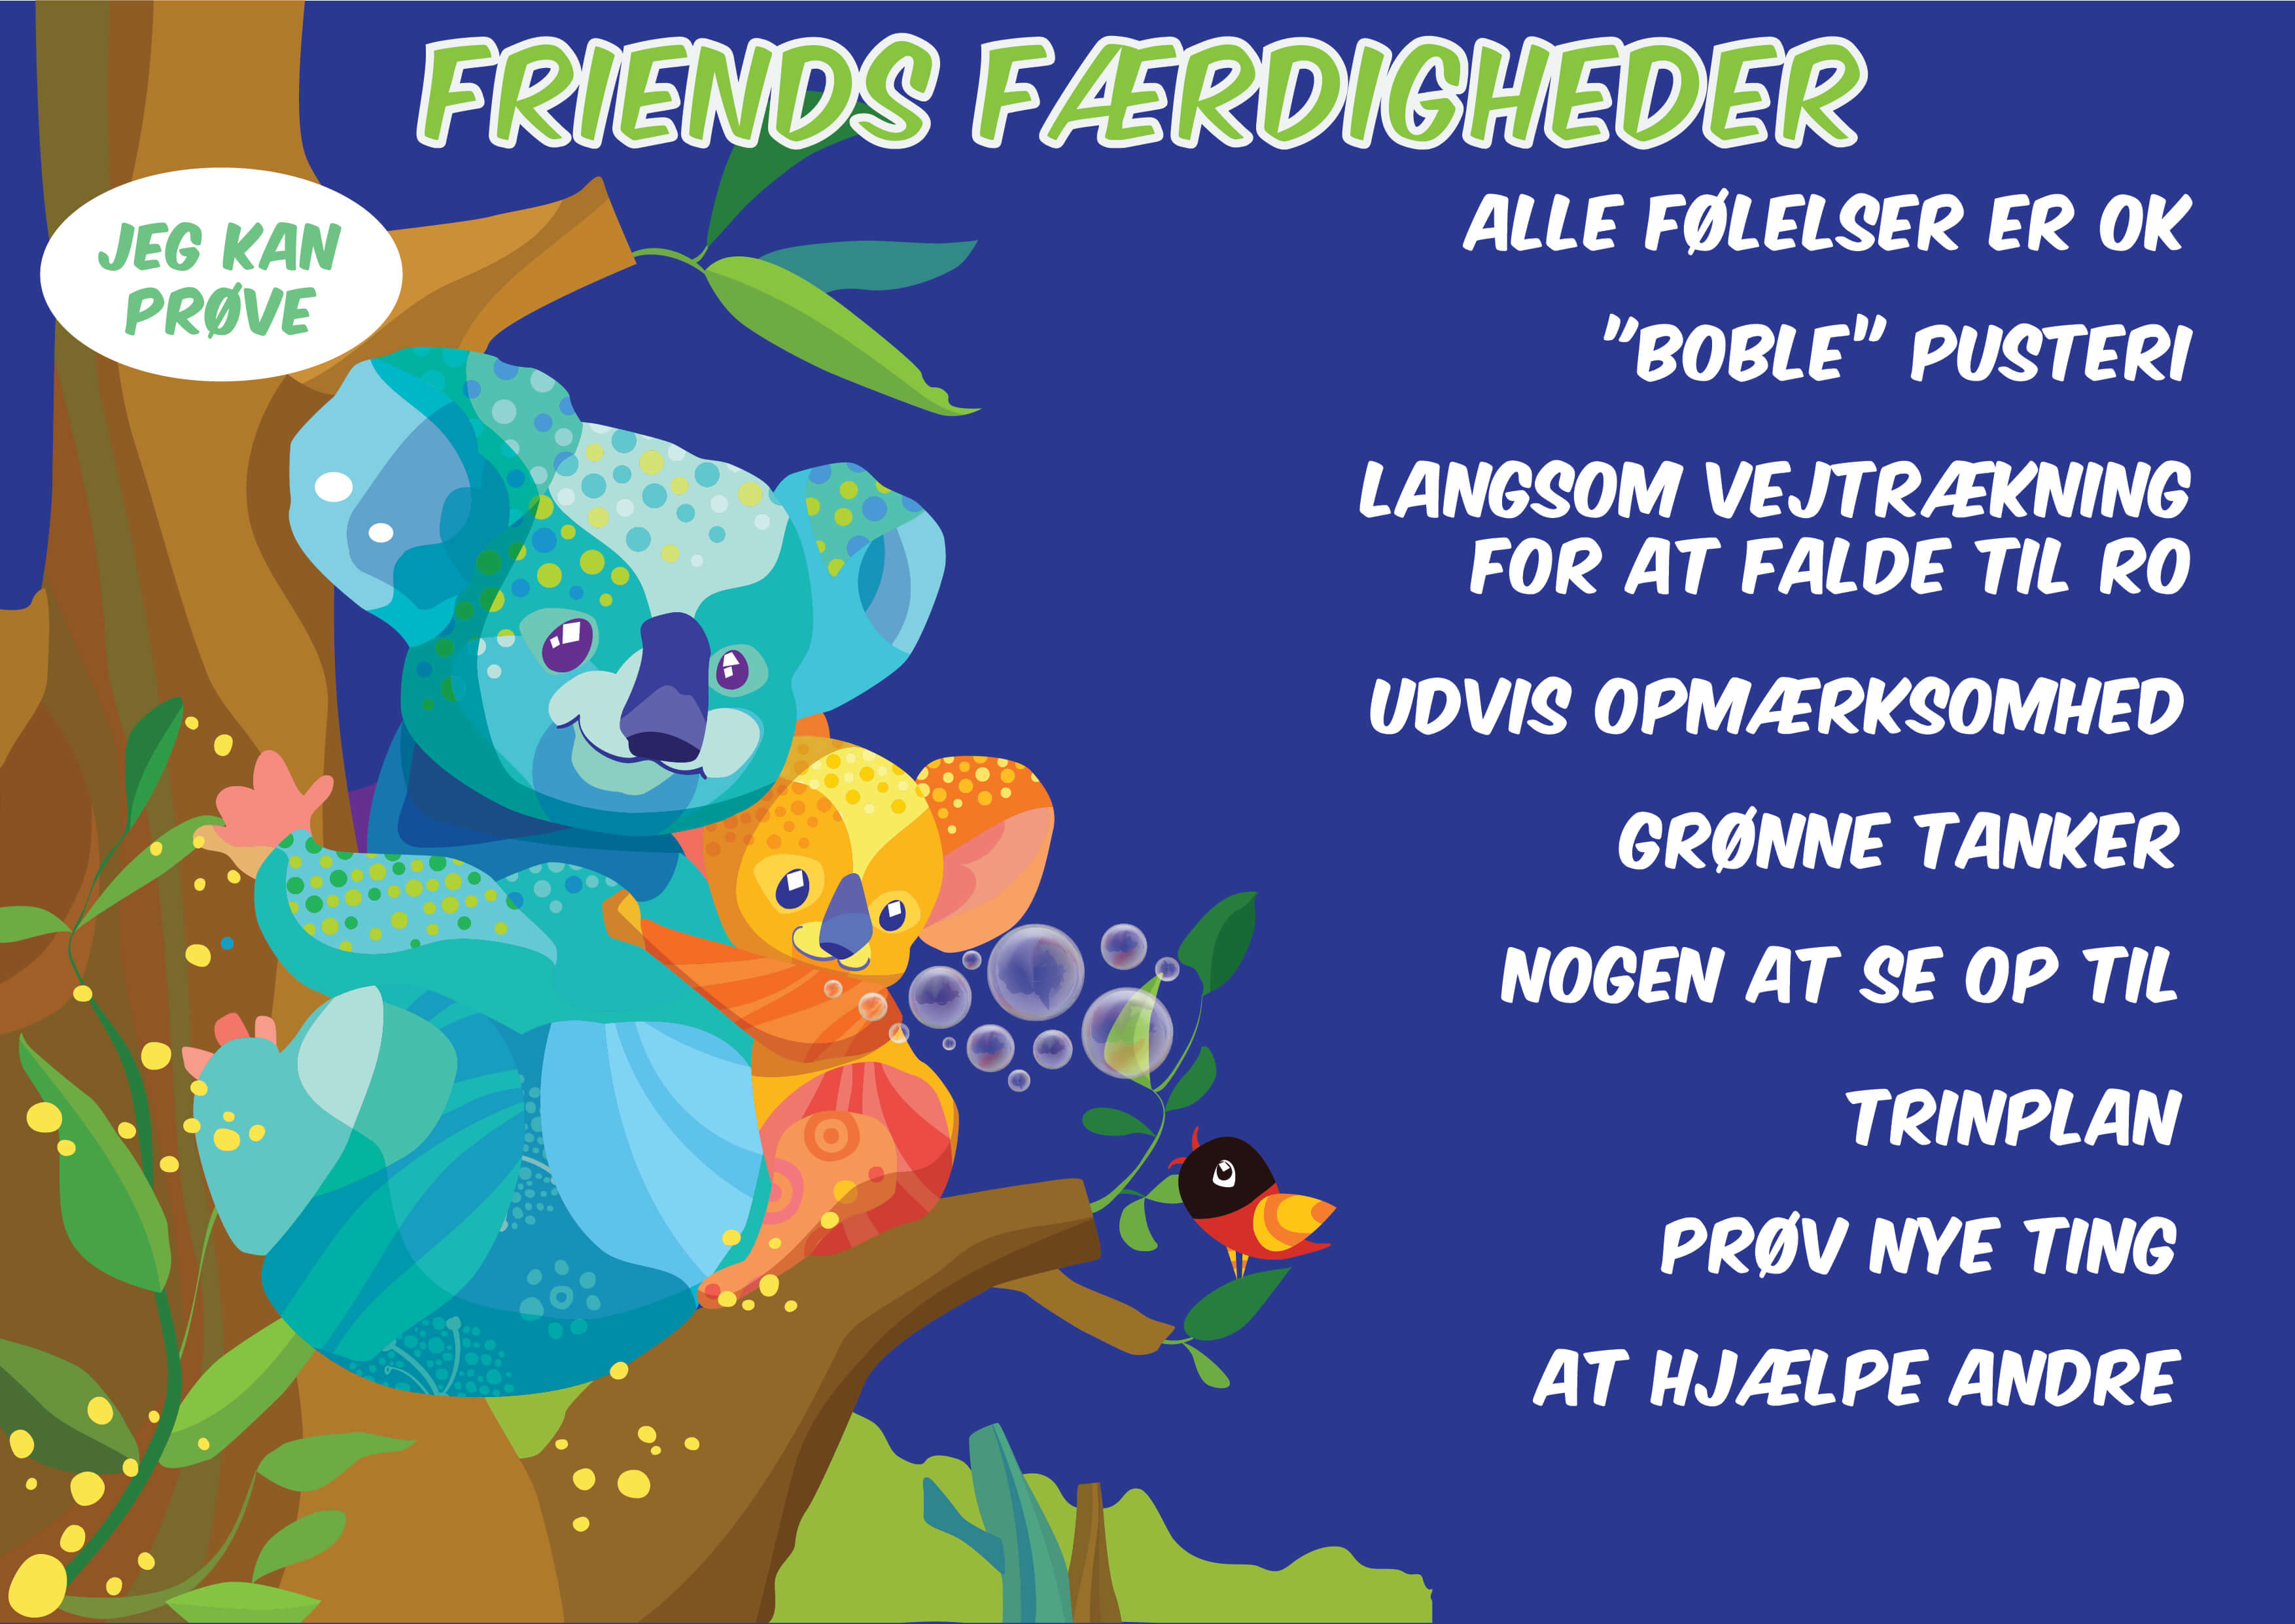 FRIENDS FÆRDIGHEDER
JEG KAN
PRØVE
ALLE FØLELSER ER OK
"BOBLE" PUSTERI
LANGSOM VEJTRÆKNING
FOR AT FALDE TIL RO
UDVIS OPMÆRKSOMHED
GRØNNE TANKER
NOGEN AT SE OP TIL
TRINPLAN
PRØV NYE TING
AT HJÆLPE ANDRE